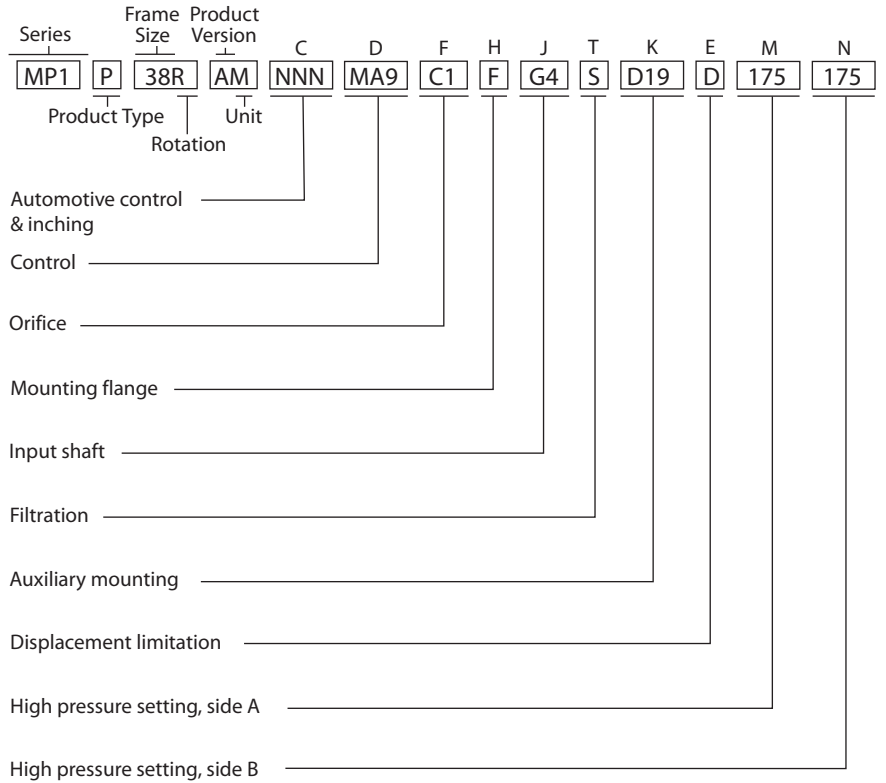 Frame Product
Series Size Version C D F H J T K E M N
MP1 P 38R AM NNN MA9 C1 F G4 S D19 D 175 175
Product Type Unit
Rotation
Automotive control
& inching
Control
Orifice
Mounting flange
Input shaft
Filtration
Auxiliary mounting
Displacement limitation
High pressure setting, side A
High pressure setting, side B